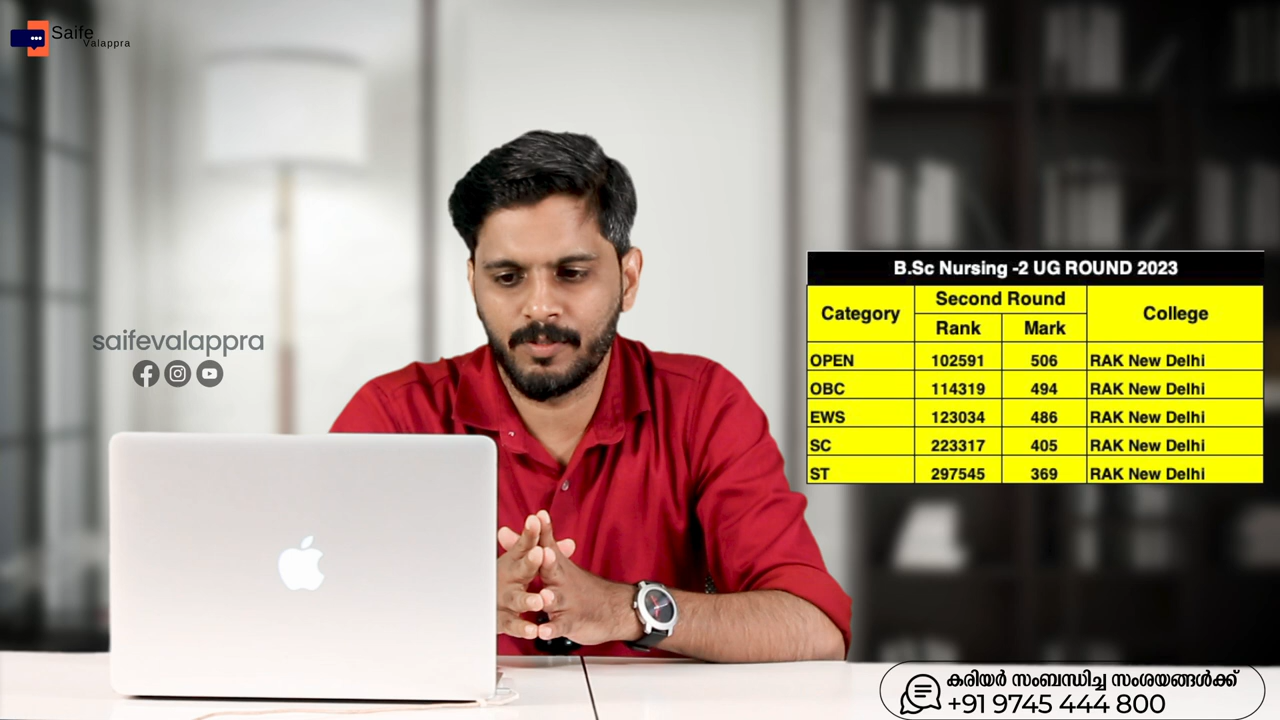 Saife
Valappra
saifevalappra
B.Sc Nursing -2 UG ROUND 2023
Category Second Round College
Rank Mark
OPEN 102591 506 RAK New Delhi
OBC 114319 494 RAK New Delhi
EWS 123034 486 RAK New Delhi
SC 223317 405 RAK New Delhi
ST 297545 369 RAK New Delhi
കരിയർ സംബന്ധിച്ച സംശയങ്ങൾക്ക്
+91 9745 444 800